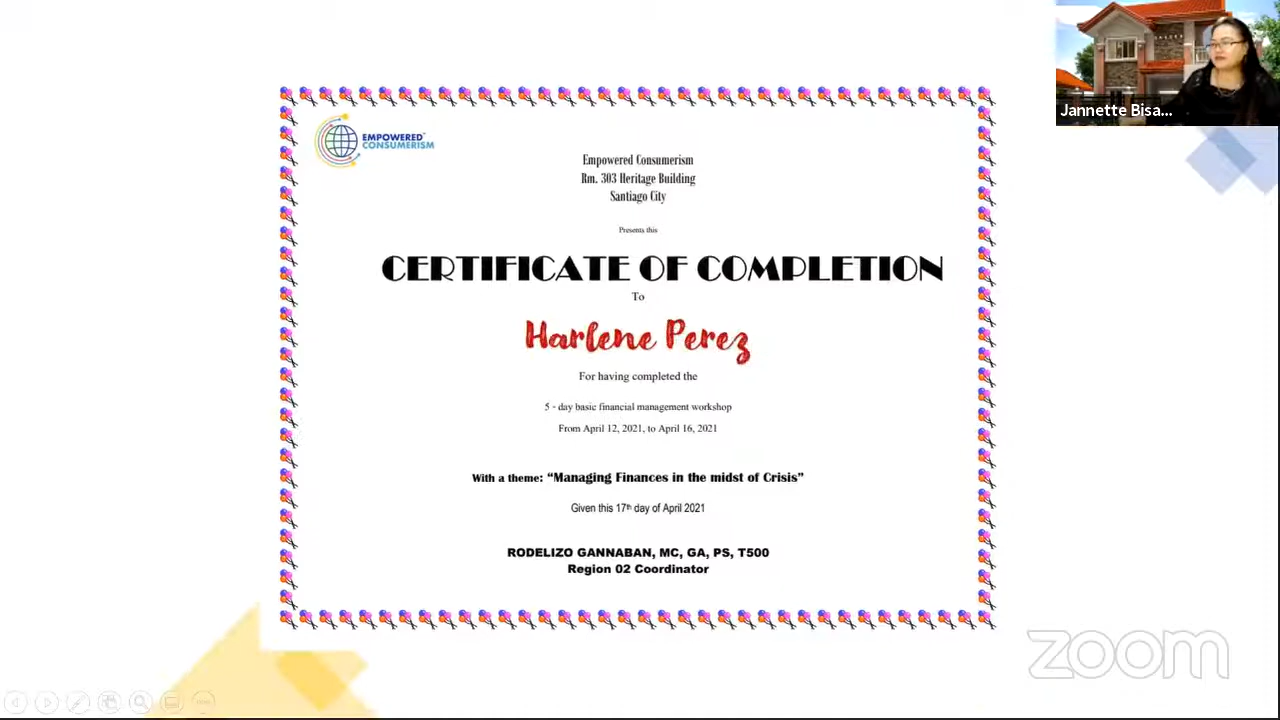 Jannette Bisa...
EMPOWERED™
CONSUMERISM
Empowered Consumerism
Rm. 303 Heritage Building
Santiago City
Presents this
CERTIFICATE OF COMPLETION
To
Harlene Perez
For having completed the
5 - day basic financial management workshop
From April 12, 2021, to April 16, 2021
With a theme: “Managing Finances in the midst of Crisis”
Given this 17th day of April 2021
RODELIZO GANNABAN, MC, GA, PS, T500
Region 02 Coordinator
zoom